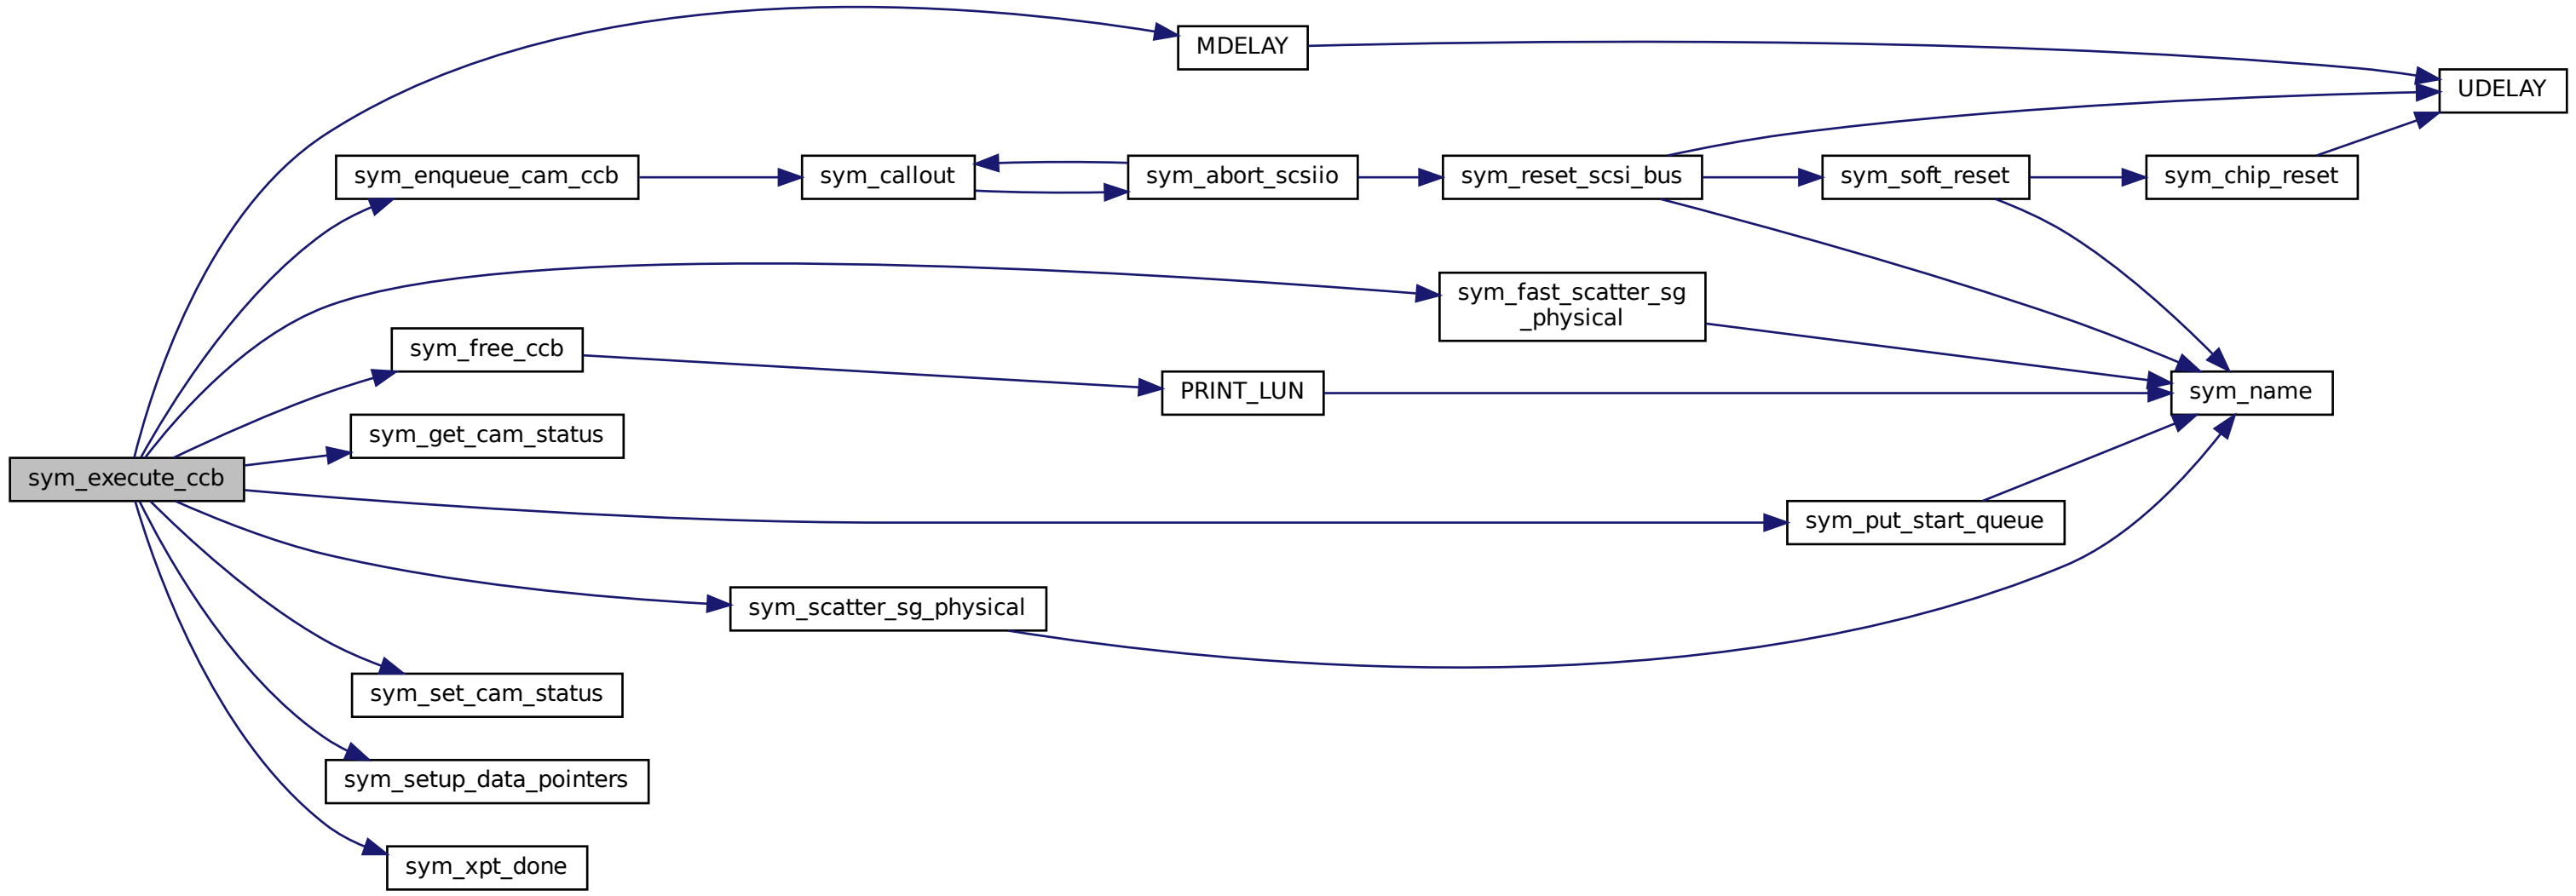 MDELAY
UDELAY
sym_enqueue_cam_ccb
sym_callout
sym_abort_scsiio
sym_reset_scsi_bus
sym_soft_reset
sym_chip_reset
sym_fast_scatter_sg
_physical
sym_free_ccb
PRINT_LUN
sym_name
sym_get_cam_status
sym_execute_ccb
sym_put_start_queue
sym_scatter_sg_physical
sym_set_cam_status
sym_setup_data_pointers
sym_xpt_done